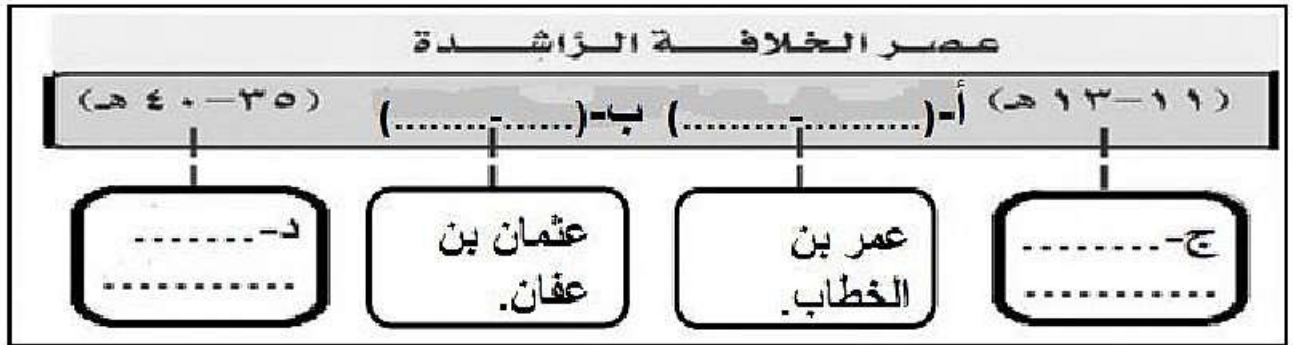 عصر الخلافة الراشدة
(١١-١٣ هـ) أ-(..........-.........) ب-(......-........) (٣٥-٤٠ هـ)
ج-........
...........
عمر بن
الخطاب.
عثمان بن
عفان.
د-.......
...........